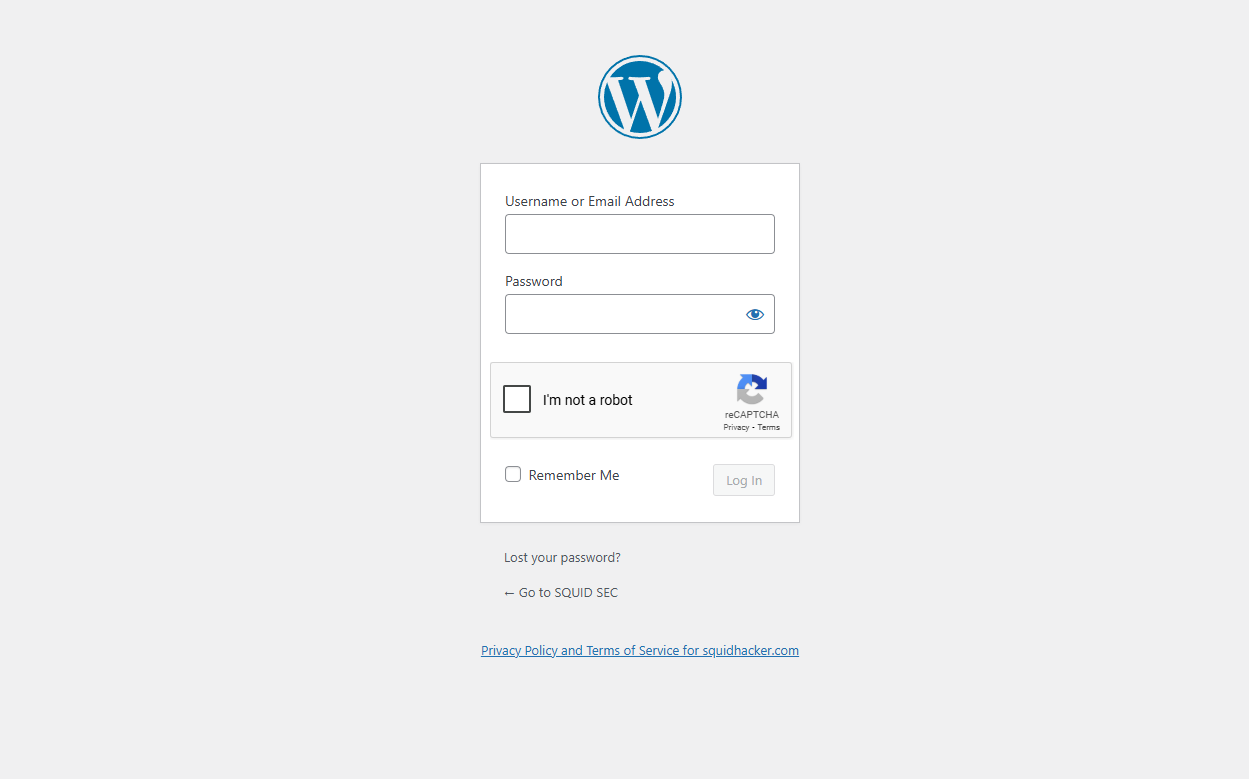 Username or Email Address
Password
I'm not a robot
reCAPTCHA
Privacy - Terms
Remember Me
Log In
Lost your password?
← Go to SQUID SEC
Privacy Policy and Terms of Service for squidhacker.com